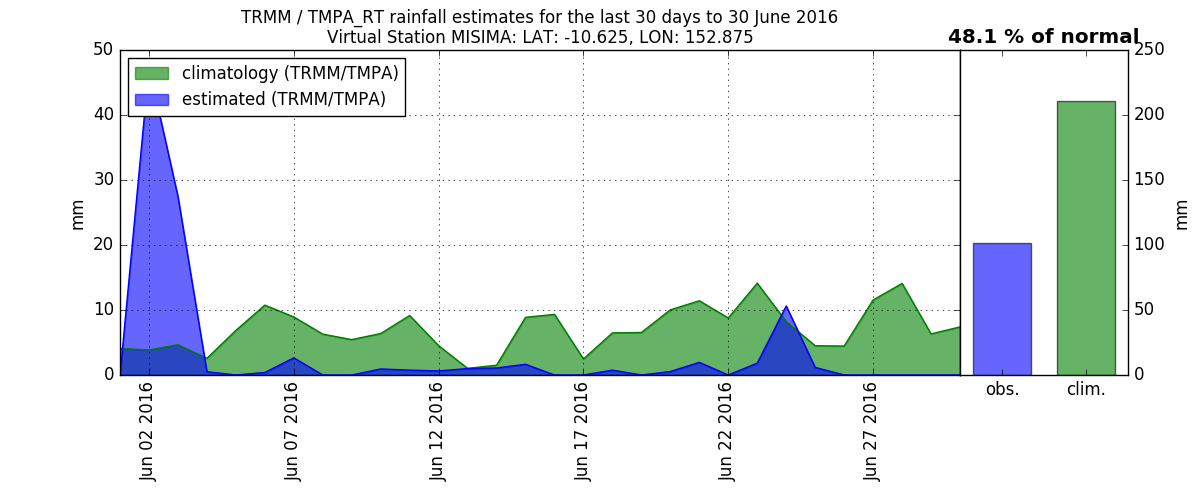 TRMM / TMPA_RT rainfall estimates for the last 30 days to 30 June 2016
Virtual Station MISIMA: LAT: -10.625, LON: 152.875
48.1 % of normal
climatology (TRMM/TMPA)
estimated (TRMM/TMPA)
mm
50
40
30
20
10
0
Jun 02 2016
Jun 07 2016
Jun 12 2016
Jun 17 2016
Jun 22 2016
Jun 27 2016
obs.
clim.
250
200
150
100
50
0
mm